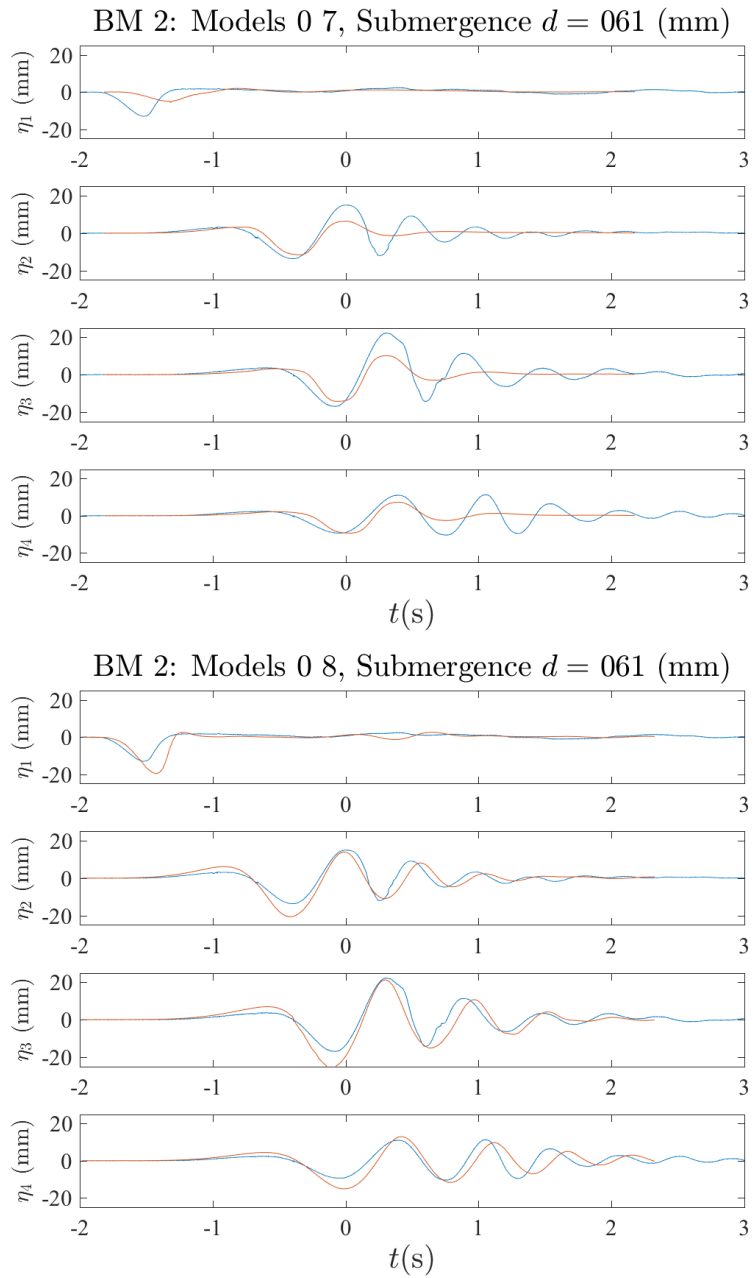 BM 2: Models 0 7, Submergence d = 061 (mm)
η₁ (mm)
20
0
-20
-2 -1 0 1 2 3
η₂ (mm)
20
0
-20
-2 -1 0 1 2 3
η₃ (mm)
20
0
-20
-2 -1 0 1 2 3
η₄ (mm)
20
0
-20
-2 -1 0 1 2 3
t(s)
BM 2: Models 0 8, Submergence d = 061 (mm)
η₁ (mm)
20
0
-20
-2 -1 0 1 2 3
η₂ (mm)
20
0
-20
-2 -1 0 1 2 3
η₃ (mm)
20
0
-20
-2 -1 0 1 2 3
η₄ (mm)
20
0
-20
-2 -1 0 1 2 3
t(s)